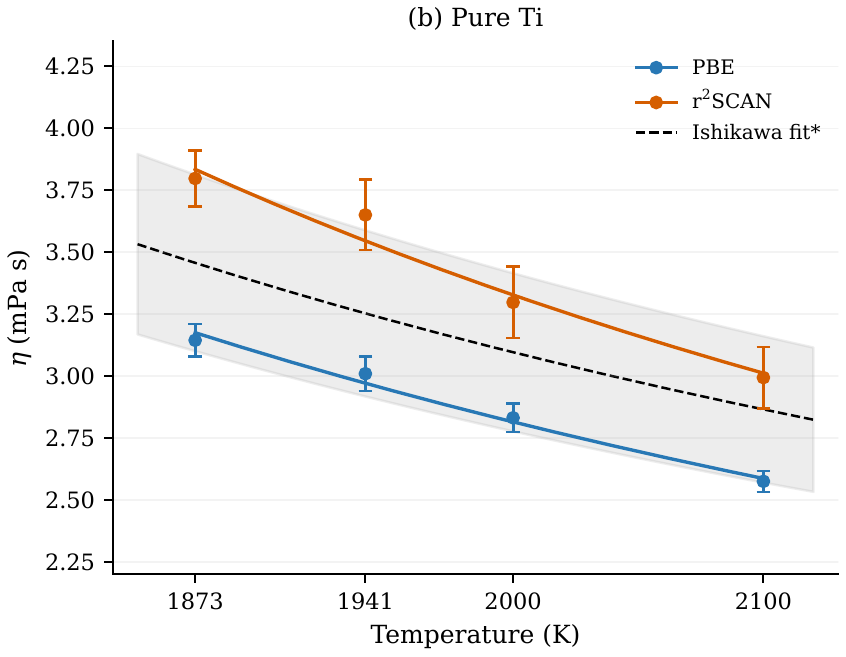 (b) Pure Ti
4.25
4.00
3.75
3.50
3.25
3.00
2.75
2.50
2.25
η (mPa s)
PBE
r²SCAN
Ishikawa fit*
1873
1941
2000
2100
Temperature (K)